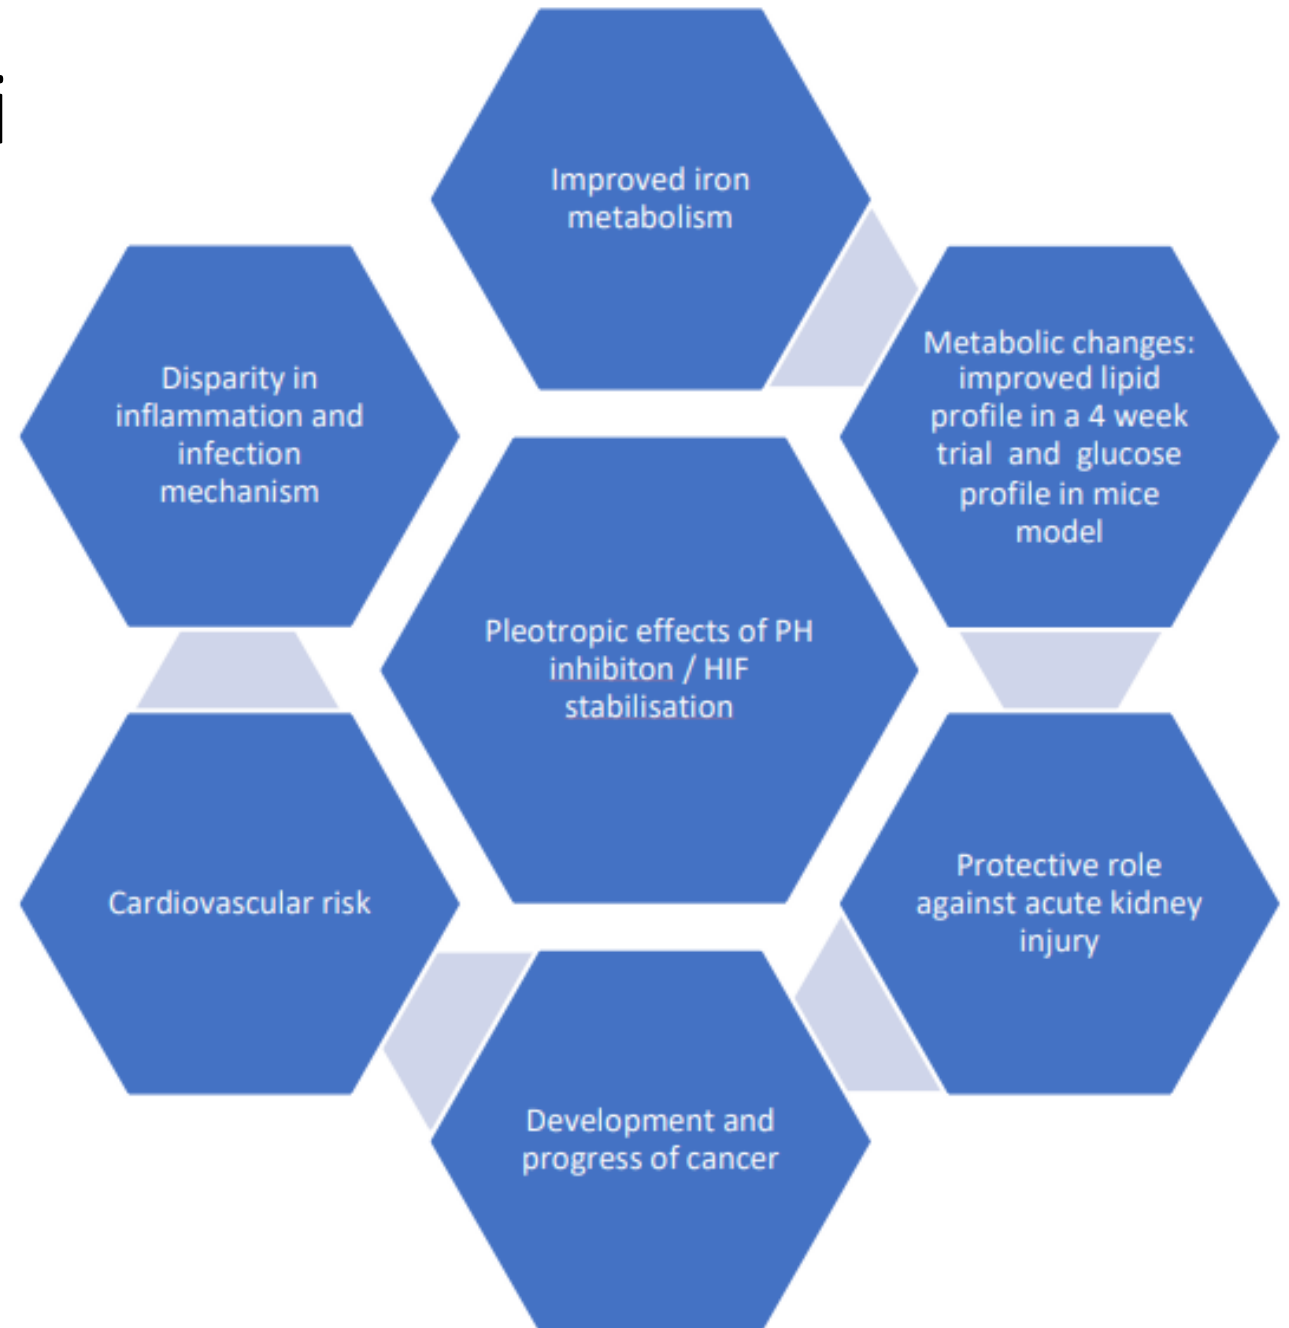 i
Improved iron
metabolism
Metabolic changes:
improved lipid
profile in a 4 week
trial and glucose
profile in mice
model
Protective role
against acute kidney
injury
Development and
progress of cancer
Cardiovascular risk
Disparity in
inflammation and
infection
mechanism
Pleotropic effects of PH
inhibiton / HIF
stabilisation